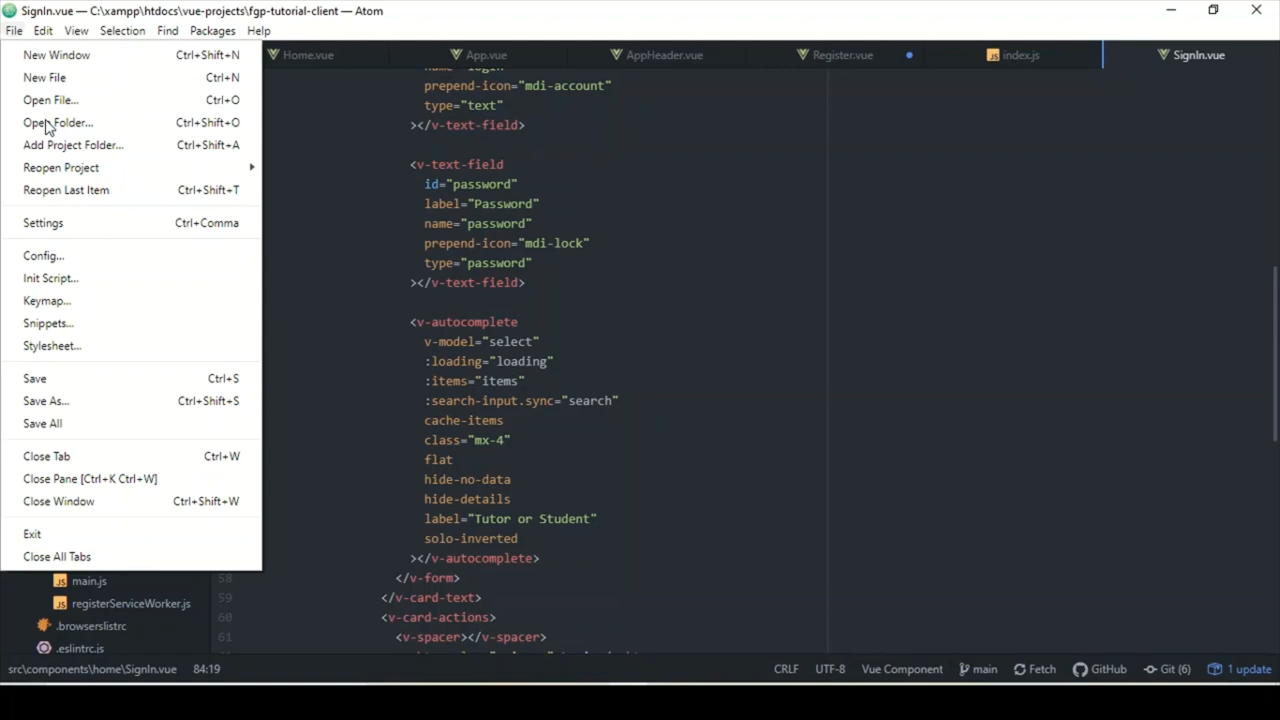 SignIn.vue — C:\xampp\htdocs\vue-projects\fgp-tutorial-client — Atom
File Edit View Selection Find Packages Help
New Window Ctrl+Shift+N
New File Ctrl+N
Open File... Ctrl+O
Open Folder... Ctrl+Shift+O
Add Project Folder... Ctrl+Shift+A
Reopen Project
Reopen Last Item Ctrl+Shift+T
Settings Ctrl+Comma
Config...
Init Script...
Keymap...
Snippets...
Stylesheet...
Save Ctrl+S
Save As... Ctrl+Shift+S
Save All
Close Tab Ctrl+W
Close Pane [Ctrl+K Ctrl+W]
Close Window Ctrl+Shift+W
Exit
Close All Tabs
JS main.js
JS registerServiceWorker.js
.browserslistrc
.eslintrc.js
Home.vue App.vue AppHeader.vue Register.vue JS index.js SignIn.vue
prepend-icon="mdi-account"
type="text"
></v-text-field>
<v-text-field
id="password"
label="Password"
name="password"
prepend-icon="mdi-lock"
type="password"
></v-text-field>
<v-autocomplete
v-model="select"
:loading="loading"
:items="items"
:search-input.sync="search"
cache-items
class="mx-4"
flat
hide-no-data
hide-details
label="Tutor or Student"
solo-inverted
></v-autocomplete>
58 </v-form>
59 </v-card-text>
60 <v-card-actions>
61 <v-spacer></v-spacer>
src\components\home\SignIn.vue 84:19 CRLF UTF-8 Vue Component main Fetch GitHub Git (6) 1 update